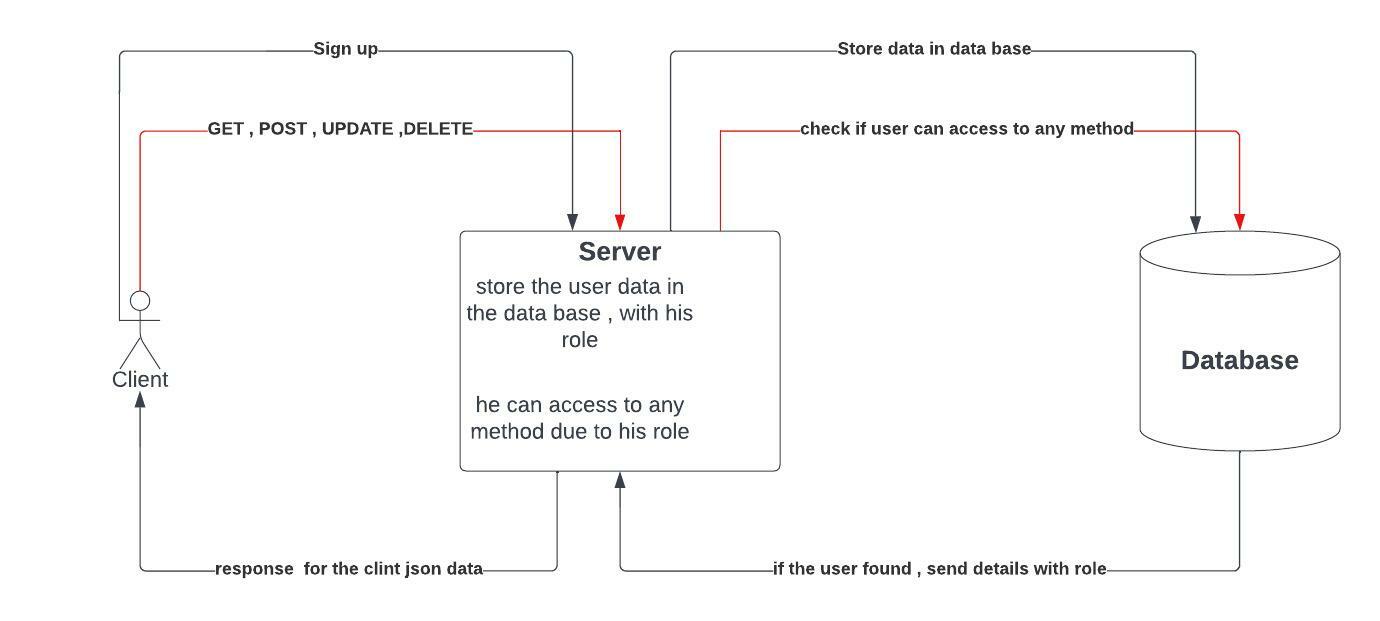 Sign up
Store data in data base
GET , POST , UPDATE ,DELETE
check if user can access to any method
Server
store the user data in
the data base , with his
role
he can access to any
method due to his role
Client
Database
response  for the clint json data
if the user found , send details with role